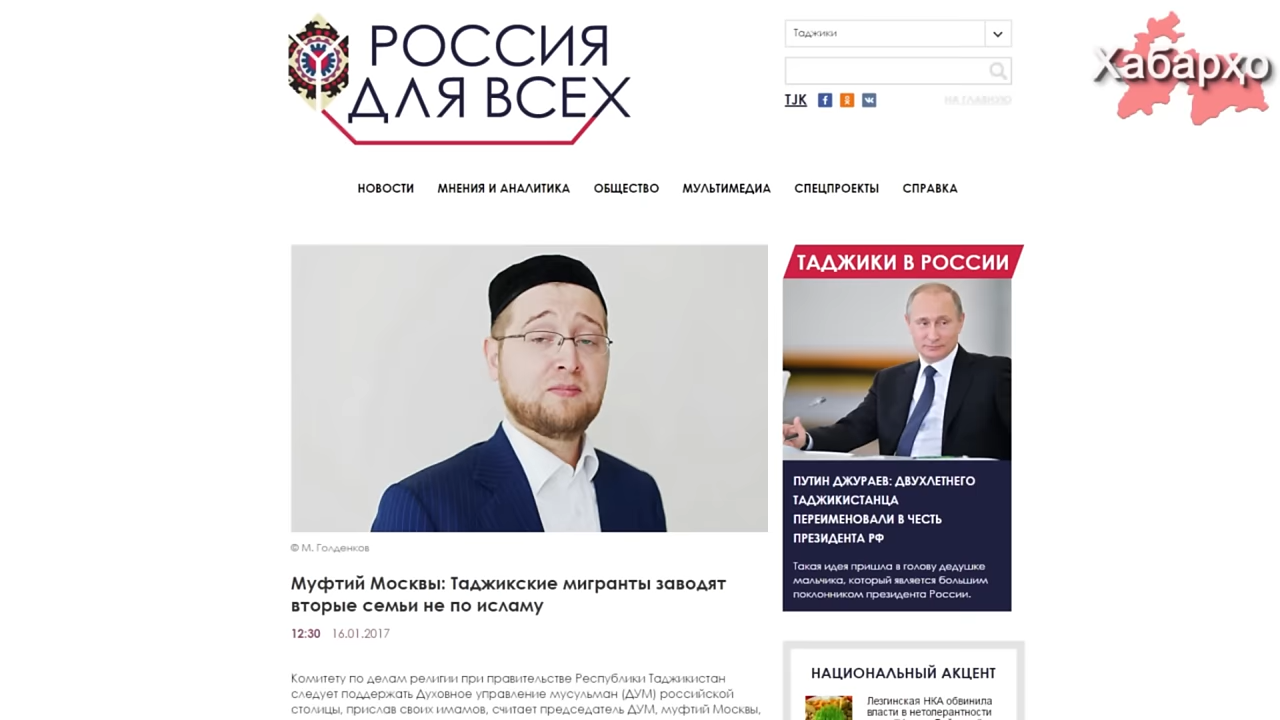 РОССИЯ
ДЛЯ ВСЕХ
Таджики
TJK
НА ГЛАВНУЮ
Хабарҳо
НОВОСТИ МНЕНИЯ И АНАЛИТИКА ОБЩЕСТВО МУЛЬТИМЕДИА СПЕЦПРОЕКТЫ СПРАВКА
© М. Голденков
Муфтий Москвы: Таджикские мигранты заводят
вторые семьи не по исламу
12:30 16.01.2017
Комитету по делам религии при правительстве Республики Таджикистан
следует поддержать Духовное управление мусульман (ДУМ) российской
столицы, прислав своих имамов, считает председатель ДУМ, муфтий Москвы,
ТАДЖИКИ В РОССИИ
ПУТИН ДЖУРАЕВ: ДВУХЛЕТНЕГО
ТАДЖИКИСТАНЦА
ПЕРЕИМЕНОВАЛИ В ЧЕСТЬ
ПРЕЗИДЕНТА РФ
Такая идея пришла в голову дедушке
мальчика, который является большим
поклонником президента России.
НАЦИОНАЛЬНЫЙ АКЦЕНТ
Лезгинская НКА обвинила
власти в нетолерантности